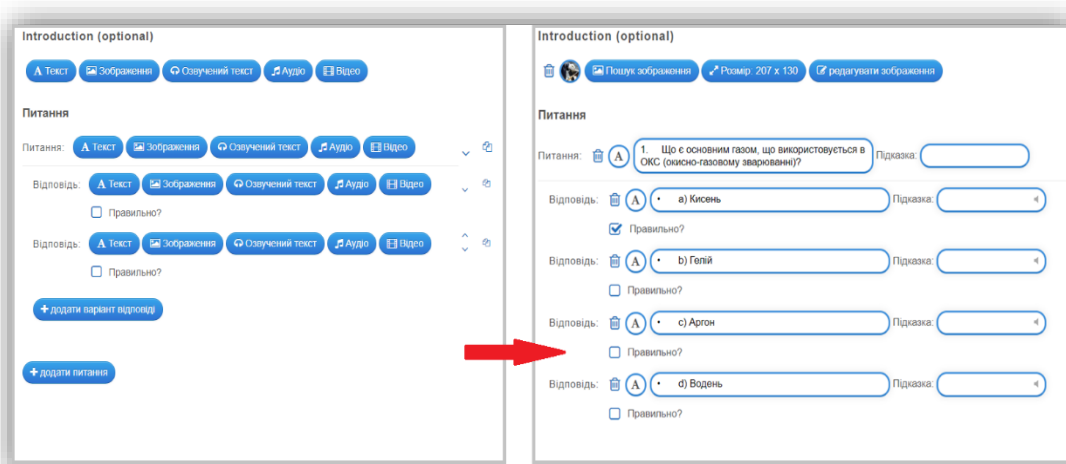 Introduction (optional)
A Текст Зображення Озвучений текст Аудіо Відео
Питання
Питання: A Текст Зображення Озвучений текст Аудіо Відео
Відповідь: A Текст Зображення Озвучений текст Аудіо Відео
Правильно?
Відповідь: A Текст Зображення Озвучений текст Аудіо Відео
Правильно?
+ додати варіант відповіді
+ додати питання
Introduction (optional)
Пошук зображення Розмір: 207 x 130 редагувати зображення
Питання
Питання: A 1. Що є основним газом, що використовується в Підказка:
ОКС (окисно-газовому зварюванні)?
Відповідь: A • a) Кисень Підказка:
Правильно?
Відповідь: A • b) Гелій Підказка:
Правильно?
Відповідь: A • c) Аргон Підказка:
Правильно?
Відповідь: A • d) Водень Підказка:
Правильно?